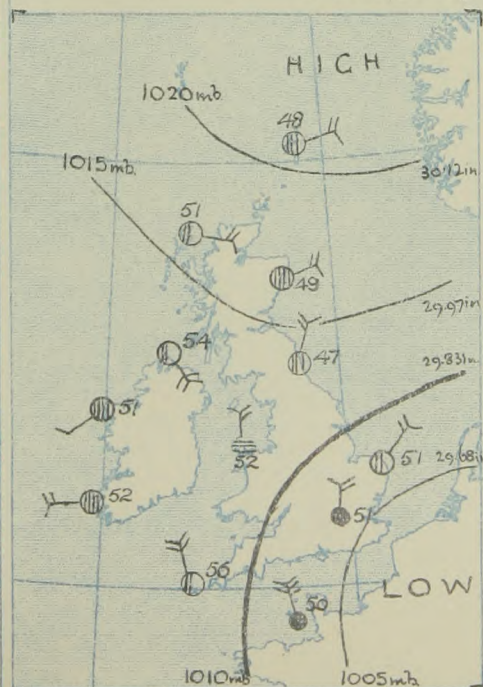 HIGH
1020mb.
48
1015mb.
30·12in
51
49
29·97in
54
47
29·83in
51
52
51
29·68in
52
51
56
50
LOW
1010mb
1005mb.